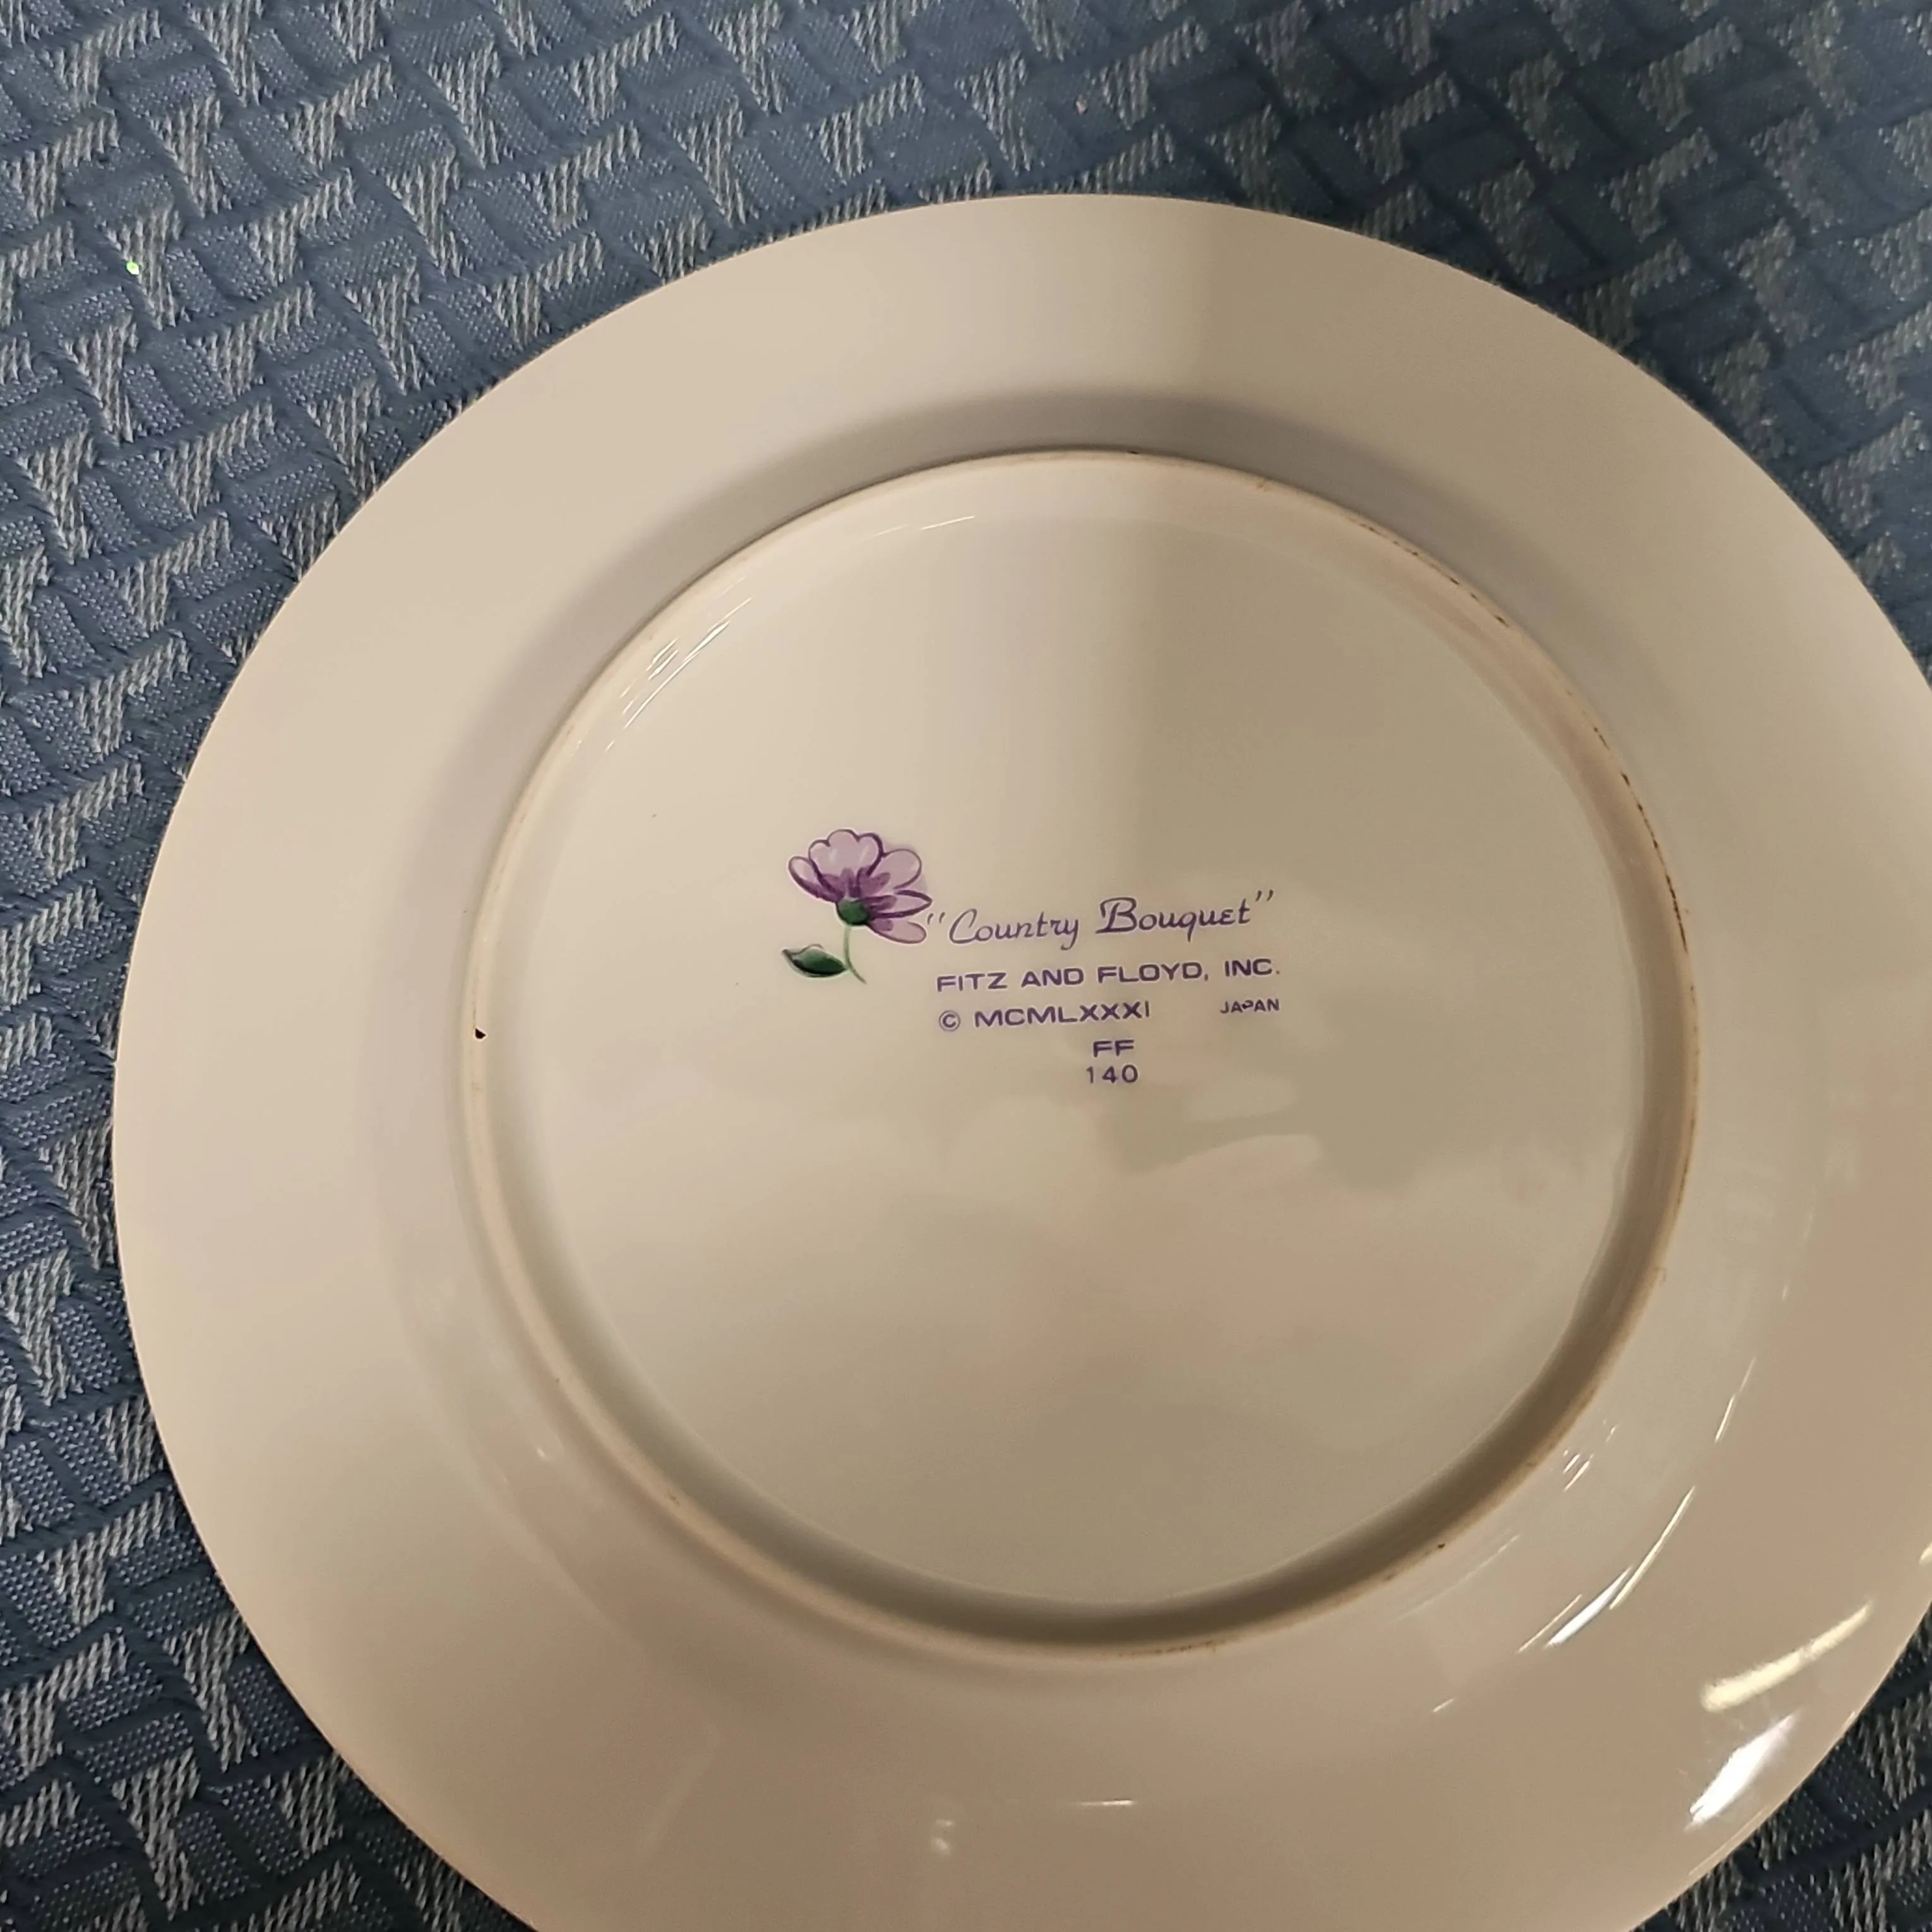 "Country Bouquet"
FITZ AND FLOYD, INC.
© MCMLXXXI JAPAN
FF
140